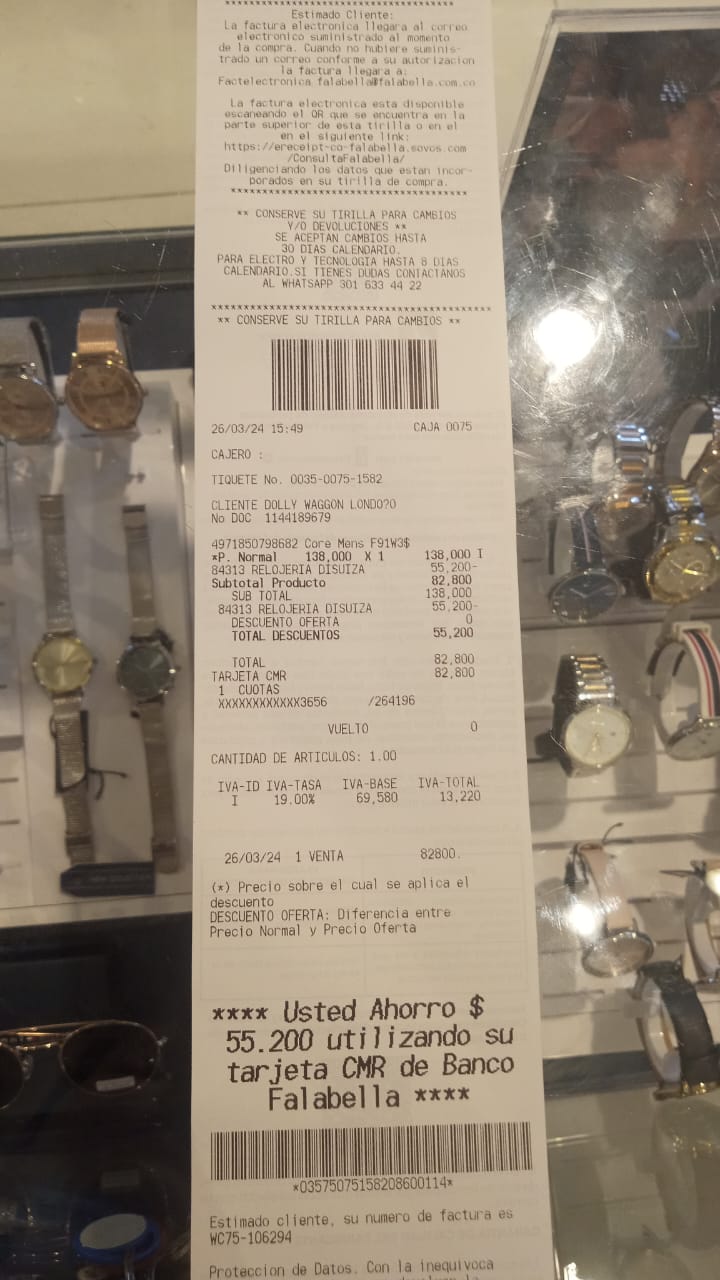 ***********************************
Estimado Cliente:
La factura electronica llegara al correo
electronico suministrado al momento
de la compra. Cuando no hubiere suminis-
trado un correo conforme a su autorizacion
la factura llegara a:
Factelectronica_falabella@falabella.com.co
La factura electronica esta disponible
escaneando el QR que se encuentra en la
parte superior de esta tirilla o en el
en el siguiente link:
https://ereceipt-co-falabella.sovos.com
/ConsultaFalabella/
Diligenciando los datos que estan incor-
porados en su tirilla de compra.
***********************************
** CONSERVE SU TIRILLA PARA CAMBIOS
Y/O DEVOLUCIONES **
SE ACEPTAN CAMBIOS HASTA
30 DIAS CALENDARIO.
PARA ELECTRO Y TECNOLOGIA HASTA 8 DIAS
CALENDARIO.SI TIENES DUDAS CONTACTANOS
AL WHATSAPP 301 633 44 22
****************************************
** CONSERVE SU TIRILLA PARA CAMBIOS **
26/03/24 15:49 CAJA 0075
CAJERO :
TIQUETE No. 0035-0075-1582
CLIENTE DOLLY WAGGON LONDO?O
No DOC 1144189679
4971850798682 Core Mens F91W3$
*P. Normal 138,000 X 1 138,000 I
84313 RELOJERIA DISUIZA 55,200-
Subtotal Producto 82,800
SUB TOTAL 138,000
84313 RELOJERIA DISUIZA 55,200-
DESCUENTO OFERTA 0
TOTAL DESCUENTOS 55,200
TOTAL 82,800
TARJETA CMR 82,800
1 CUOTAS
XXXXXXXXXXXX3656 /264196
VUELTO 0
CANTIDAD DE ARTICULOS: 1.00
IVA-ID IVA-TASA IVA-BASE IVA-TOTAL
I 19.00% 69,580 13,220
26/03/24 1 VENTA 82800.
(*) Precio sobre el cual se aplica el
descuento
DESCUENTO OFERTA: Diferencia entre
Precio Normal y Precio Oferta
**** Usted Ahorro $
55.200 utilizando su
tarjeta CMR de Banco
Falabella ****
*03575075158208600114*
Estimado cliente, su numero de factura es
WC75-106294
Proteccion de Datos. Con la inequivoca